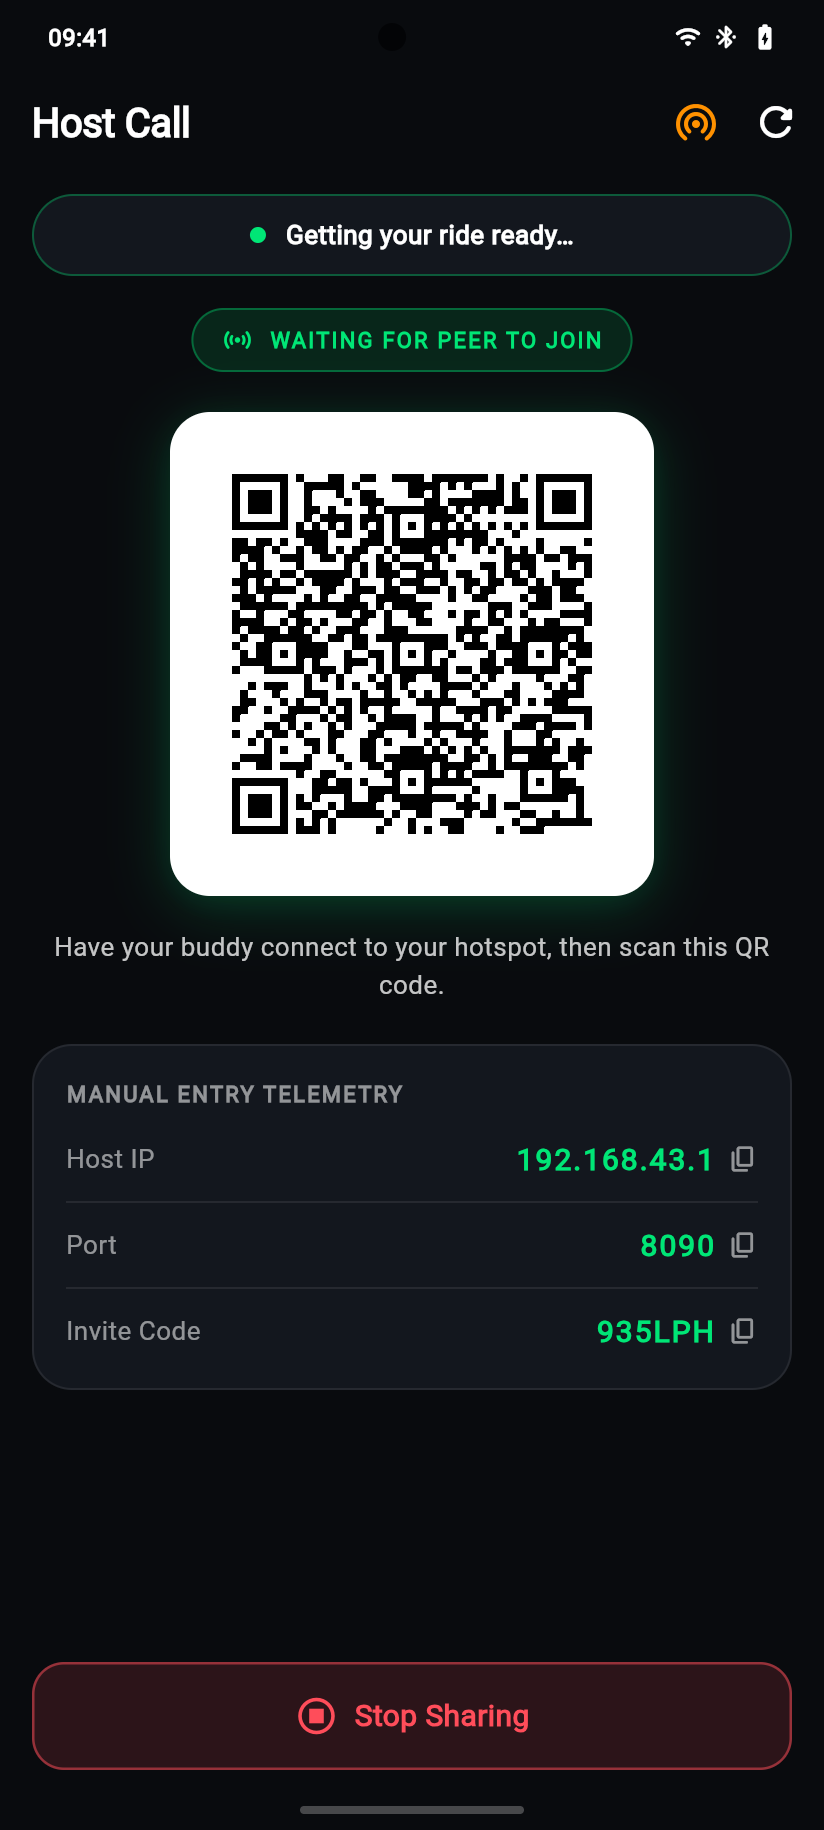 09:41
Host Call
Getting your ride ready...
WAITING FOR PEER TO JOIN
Have your buddy connect to your hotspot, then scan this QR
code.
MANUAL ENTRY TELEMETRY
Host IP 192.168.43.1
Port 8090
Invite Code 935LPH
Stop Sharing